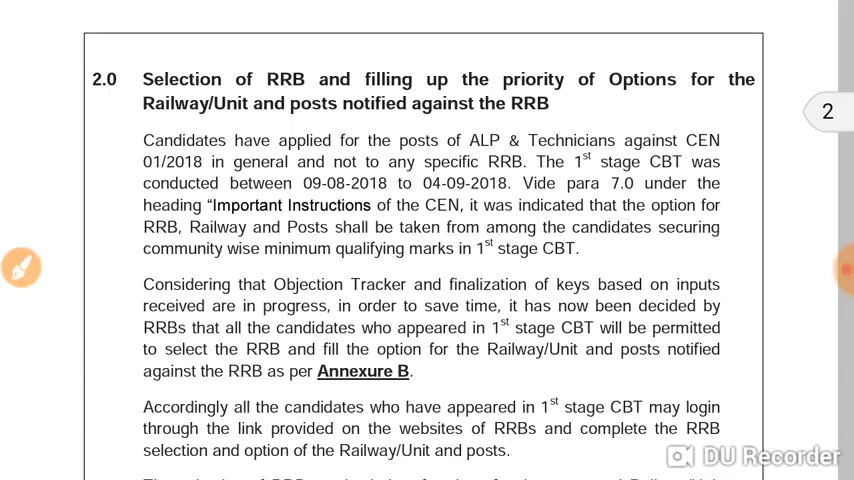 2.0 Selection of RRB and filling up the priority of Options for the
Railway/Unit and posts notified against the RRB
Candidates have applied for the posts of ALP & Technicians against CEN
01/2018 in general and not to any specific RRB. The 1st stage CBT was
conducted between 09-08-2018 to 04-09-2018. Vide para 7.0 under the
heading “Important Instructions of the CEN, it was indicated that the option for
RRB, Railway and Posts shall be taken from among the candidates securing
community wise minimum qualifying marks in 1st stage CBT.
Considering that Objection Tracker and finalization of keys based on inputs
received are in progress, in order to save time, it has now been decided by
RRBs that all the candidates who appeared in 1st stage CBT will be permitted
to select the RRB and fill the option for the Railway/Unit and posts notified
against the RRB as per Annexure B.
Accordingly all the candidates who have appeared in 1st stage CBT may login
through the link provided on the websites of RRBs and complete the RRB
selection and option of the Railway/Unit and posts.
2
DU Recorder